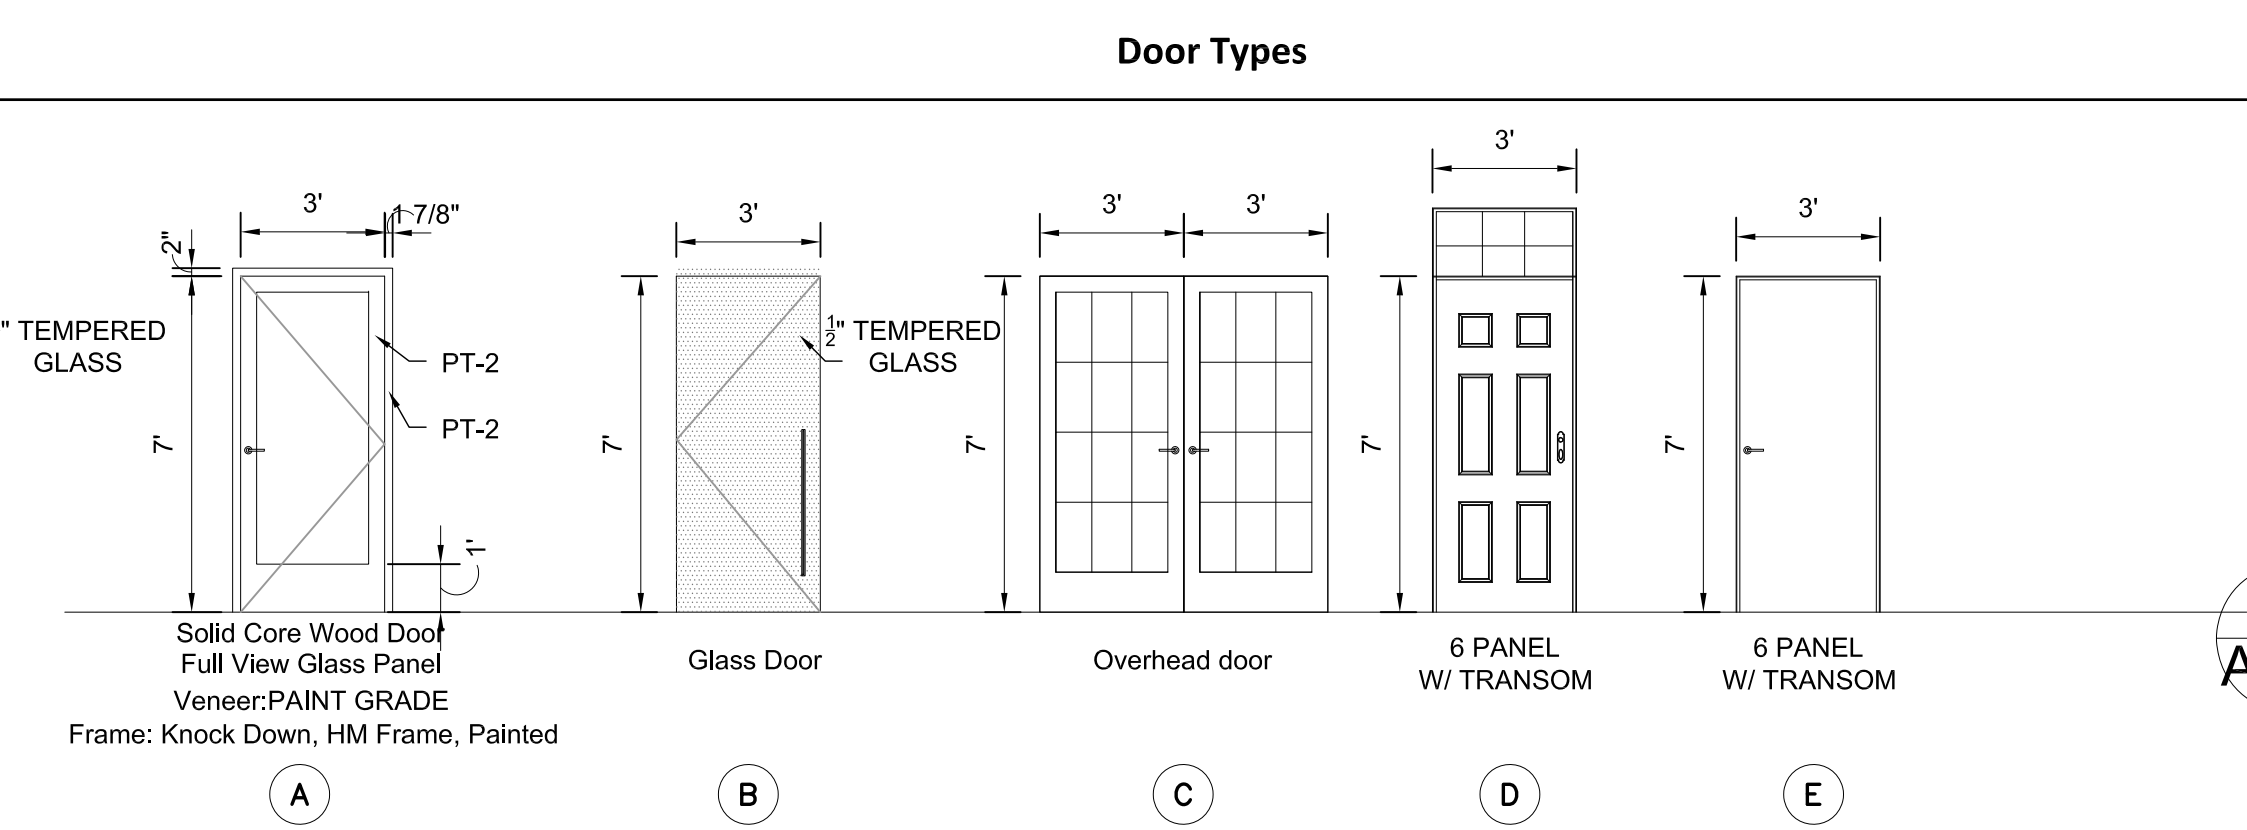 Door Types
3'
1 7/8"
2"
7'
" TEMPERED
GLASS
PT-2
PT-2
1'
Solid Core Wood Door
Full View Glass Panel
Veneer:PAINT GRADE
Frame: Knock Down, HM Frame, Painted
A
3'
7'
1/2" TEMPERED
GLASS
Glass Door
B
3'
3'
7'
Overhead door
C
3'
7'
6 PANEL
W/ TRANSOM
D
3'
7'
6 PANEL
W/ TRANSOM
E